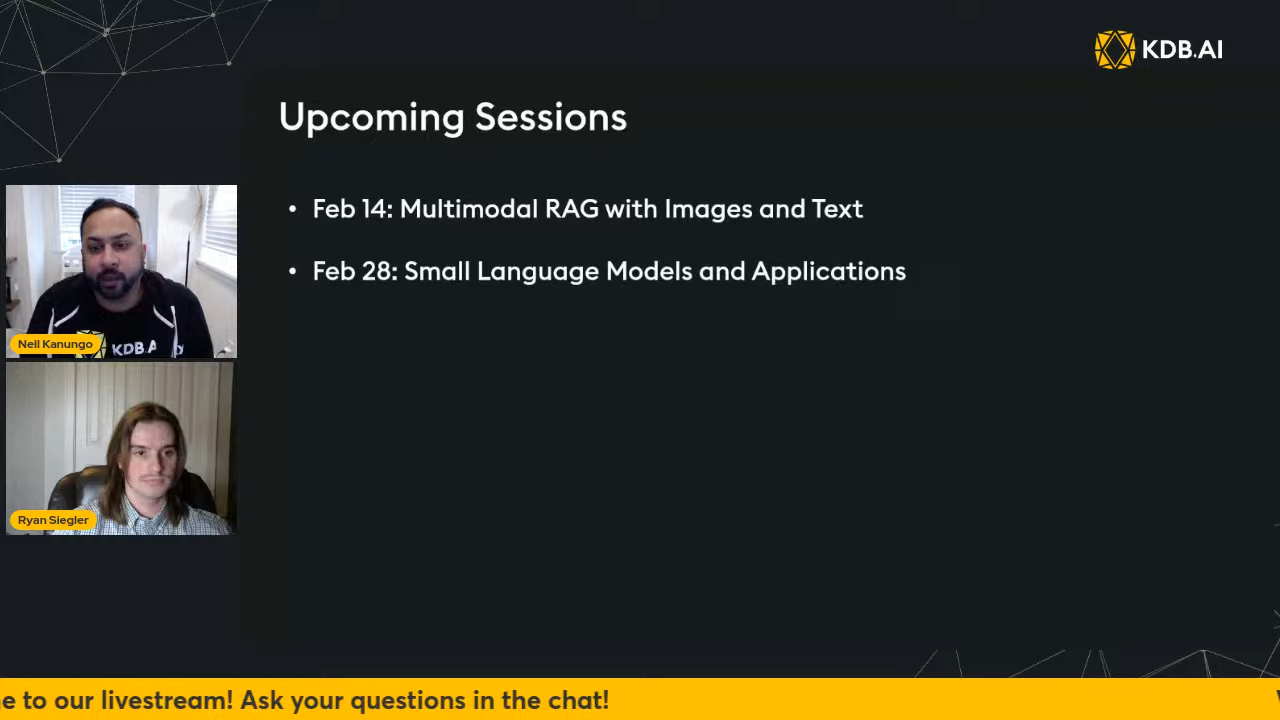 KDB.AI
Upcoming Sessions
• Feb 14: Multimodal RAG with Images and Text
• Feb 28: Small Language Models and Applications
KDB.A
Neil Kanungo
Ryan Siegler
e to our livestream! Ask your questions in the chat!